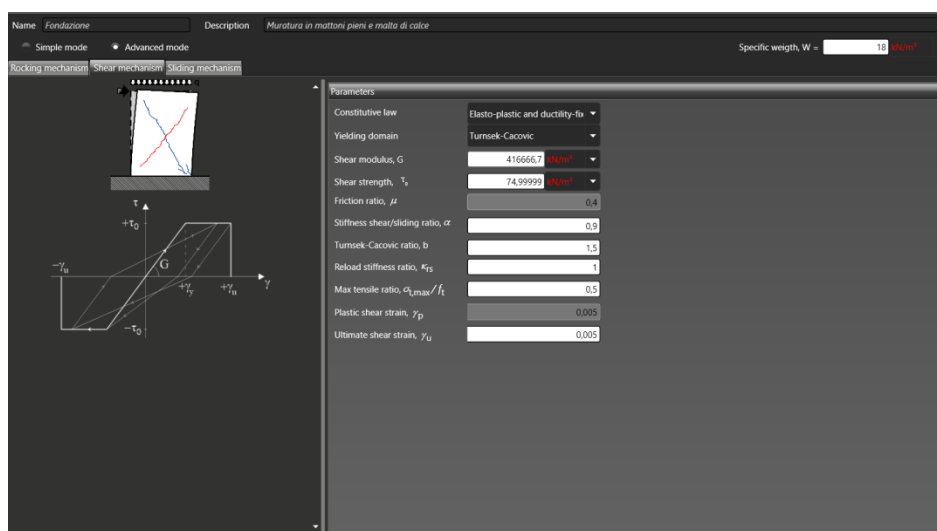 Name Fondazione Description Muratura in mattoni pieni e malta di calce
Simple mode Advanced mode Specific weigth, W = 18 kN/m³
Rocking mechanism Shear mechanism Sliding mechanism
Parameters
Constitutive law Elasto-plastic and ductility-fix
Yielding domain Turnsek-Cacovic
Shear modulus, G 416666,7 kN/m²
Shear strength, τ₀ 74,99999 kN/m²
Friction ratio, μ 0,4
Stiffness shear/sliding ratio, α 0,9
Turnsek-Cacovic ratio, b 1,5
Reload stiffness ratio, κrs 1
Max tensile ratio, σt,max/ft 0,5
Plastic shear strain, γp 0,005
Ultimate shear strain, γu 0,005
τ
+τ₀
G
−γu
+γy
+γu
γ
−τ₀